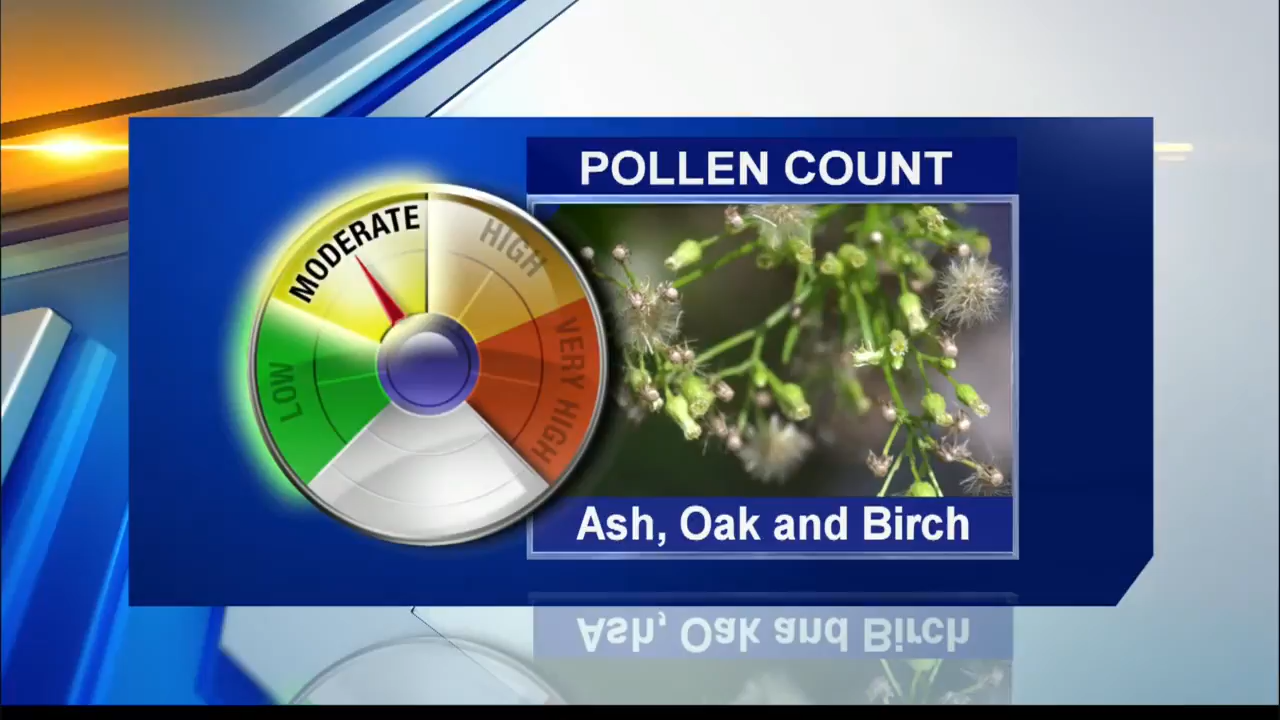 POLLEN COUNT
MODERATE
HIGH
LOW
VERY HIGH
Ash, Oak and Birch
Ash, Oak and Birch